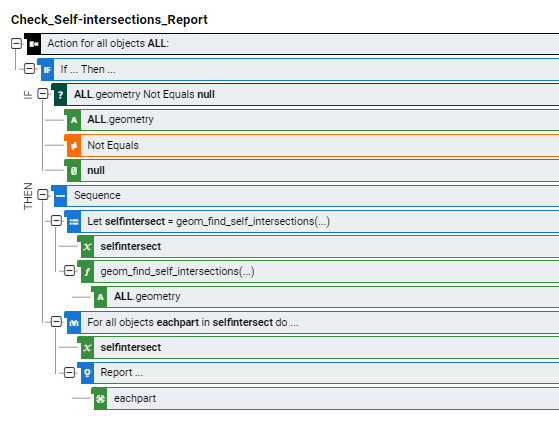 Check_Self-intersections_Report
Action for all objects ALL:
IF If ... Then ...
IF
? ALL.geometry Not Equals null
A ALL.geometry
≠ Not Equals
0 null
THEN
Sequence
Let selfintersect = geom_find_self_intersections(...)
x selfintersect
f geom_find_self_intersections(...)
A ALL.geometry
For all objects eachpart in selfintersect do ...
x selfintersect
Report ...
eachpart